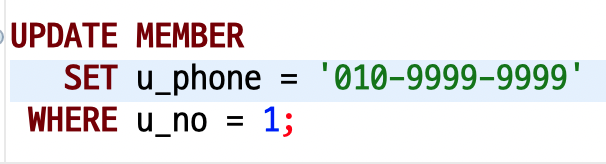 UPDATE MEMBER
SET u_phone = '010-9999-9999'
WHERE u_no = 1;